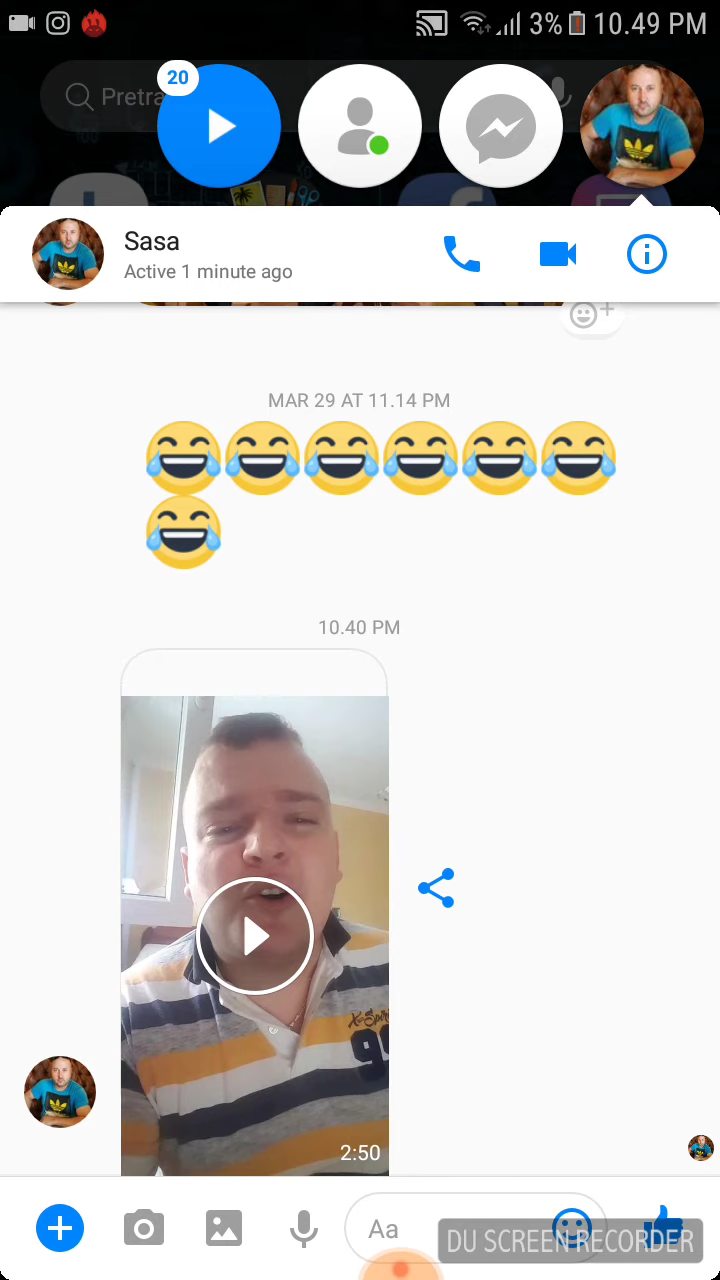 3% 10.49 PM
Pretra
20
Sasa
Active 1 minute ago
MAR 29 AT 11.14 PM
10.40 PM
2:50
Aa
DU SCREEN RECORDER